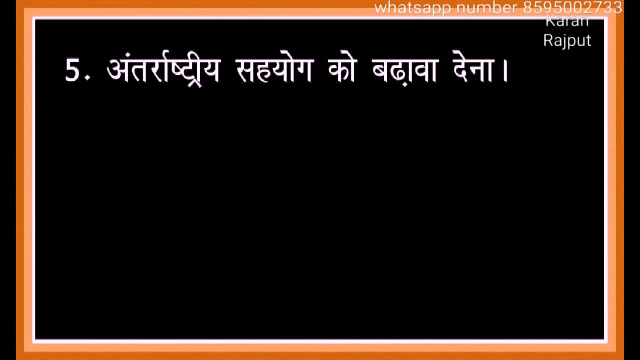 whatsapp number 8595002733
Karan
Rajput
5. अंतर्राष्ट्रीय सहयोग को बढ़ावा देना।